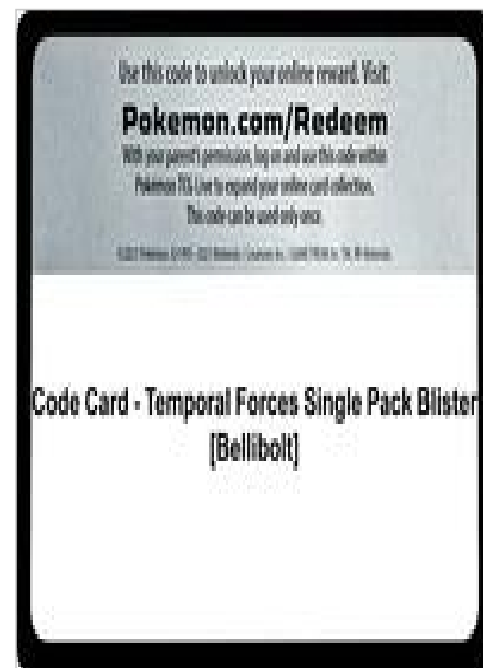 Use this code to unlock your online reward. Visit:
Pokemon.com/Redeem
With your parent's permission, log on and use this code within
Pokémon TCG Live to expand your online card collection.
This code can be used only once.
Code Card - Temporal Forces Single Pack Blister
[Bellibolt]